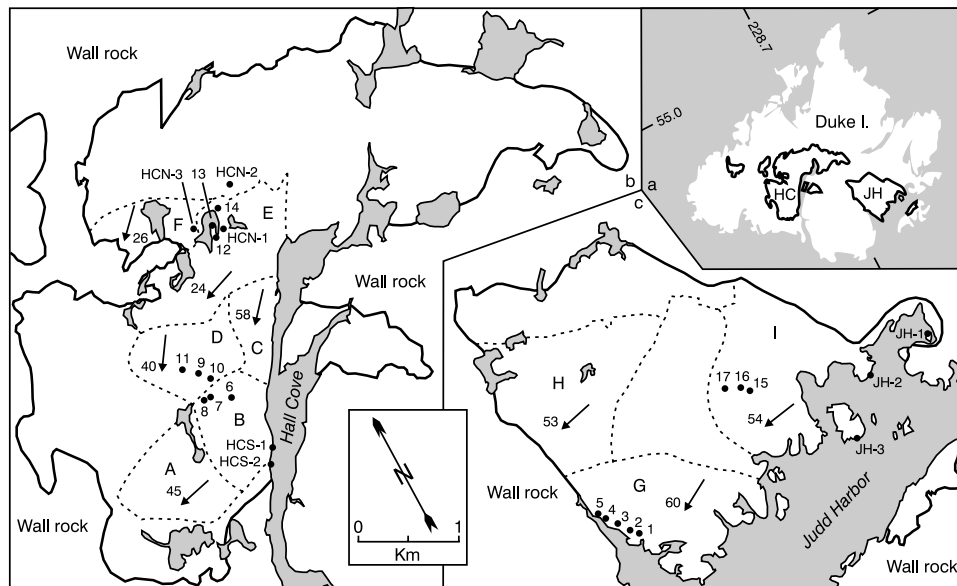 Wall rock
228.7
55.0
Duke I.
HC
JH
b
a
c
HCN-3
13
HCN-2
14
E
F
HCN-1
26
12
24
Wall rock
58
D
C
40
11
9
10
6
8
7
B
Hall Cove
HCS-1
HCS-2
A
45
Wall rock
N
0
1
Km
I
JH-1
H
17
16
15
JH-2
53
54
JH-3
Wall rock
G
60
5
4
3
2
1
Judd Harbor
Wall rock